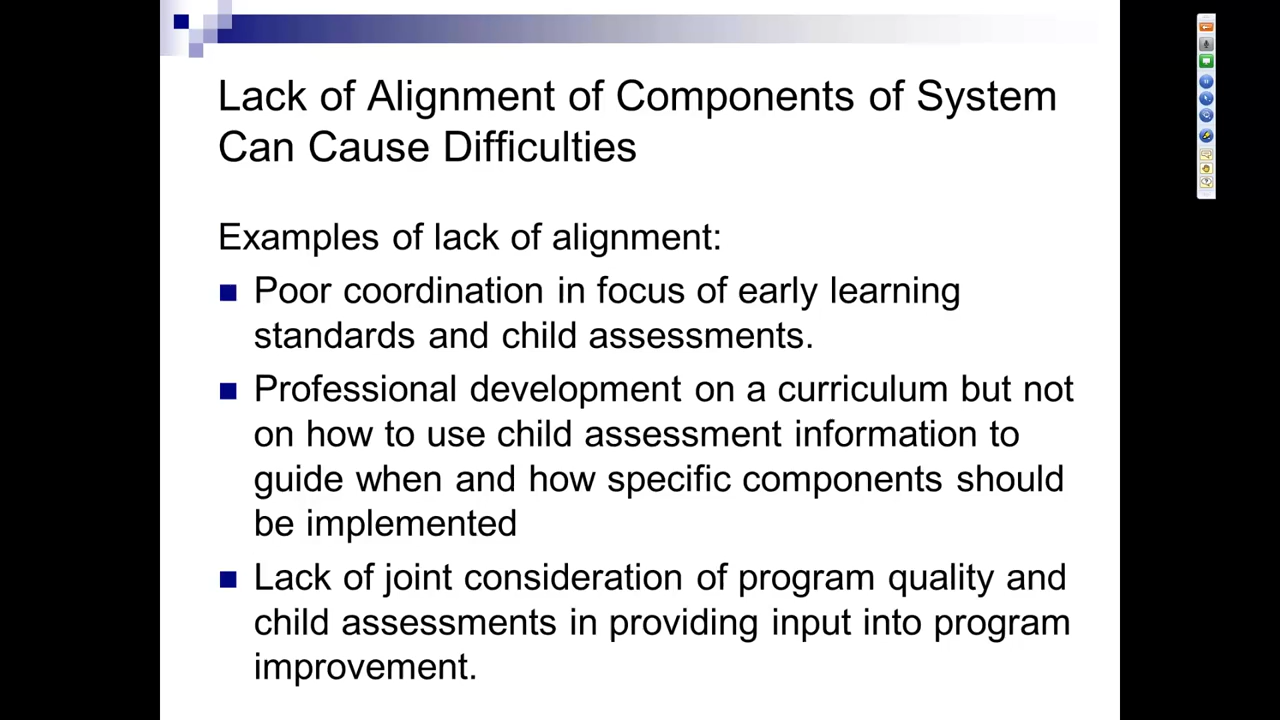 Lack of Alignment of Components of System
Can Cause Difficulties
Examples of lack of alignment:
Poor coordination in focus of early learning
standards and child assessments.
Professional development on a curriculum but not
on how to use child assessment information to
guide when and how specific components should
be implemented
Lack of joint consideration of program quality and
child assessments in providing input into program
improvement.